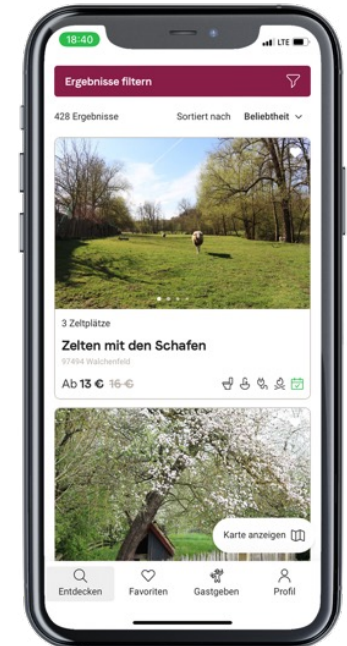 18:40
LTE
Ergebnisse filtern
428 Ergebnisse Sortiert nach Beliebtheit
3 Zeltplätze
Zelten mit den Schafen
97494 Walchenfeld
Ab 13 € 16 €
Karte anzeigen
Entdecken Favoriten Gastgeben Profil